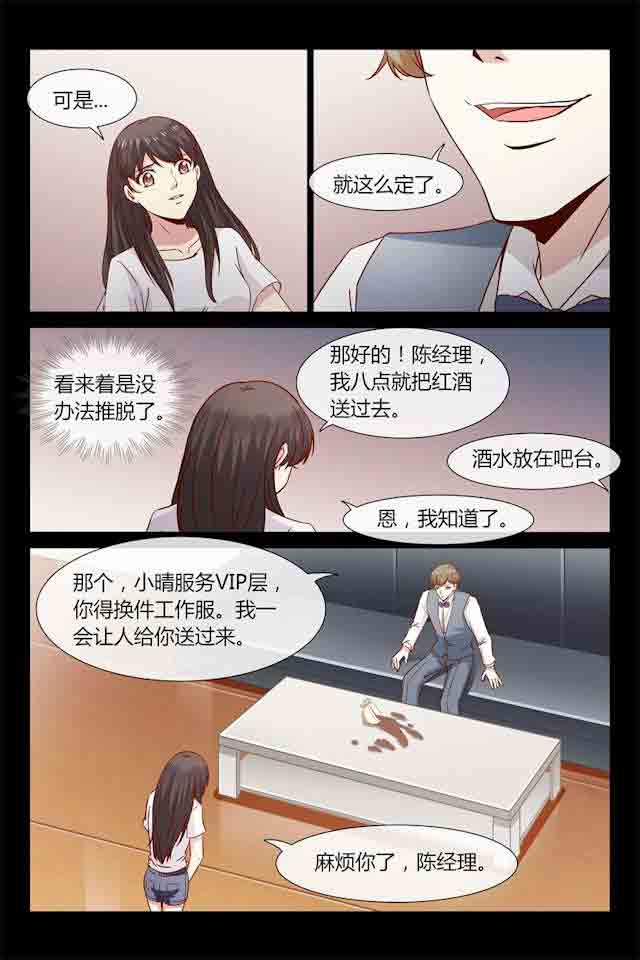 可是...
就这么定了。
看来着是没
办法推脱了。
那好的！陈经理，
我八点就把红酒
送过去。
酒水放在吧台。
恩，我知道了。
那个，小晴服务VIP层，
你得换件工作服。我一
会让人给你送过来。
麻烦你了，陈经理。